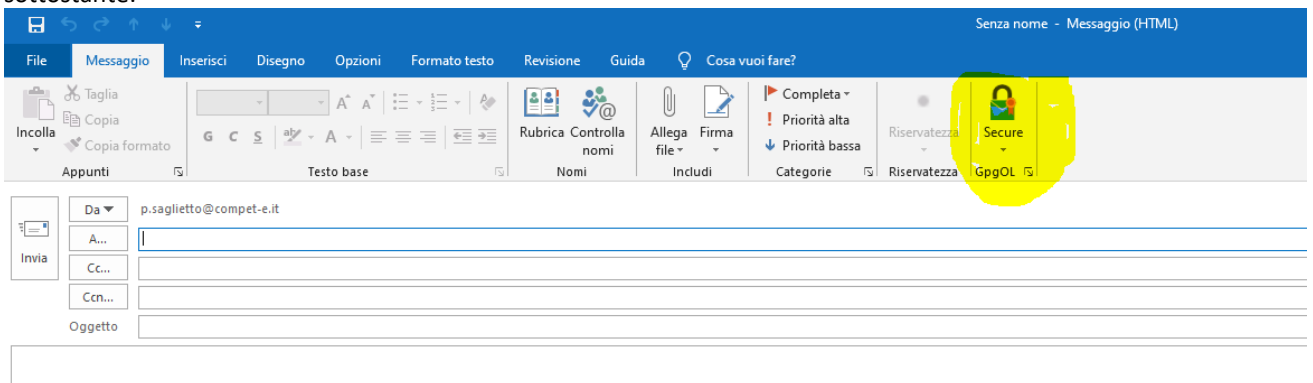 sottostante.
Senza nome - Messaggio (HTML)
File Messaggio Inserisci Disegno Opzioni Formato testo Revisione Guida Cosa vuoi fare?
Incolla
Taglia
Copia
Copia formato
Appunti
G C S A
Testo base
Rubrica Controlla nomi
Nomi
Allega file Firma
Includi
Completa
Priorità alta
Priorità bassa
Categorie
Riservatezza
Riservatezza
Secure
GpgOL
Invia
Da p.saglietto@compet-e.it
A...
Cc...
Ccn...
Oggetto